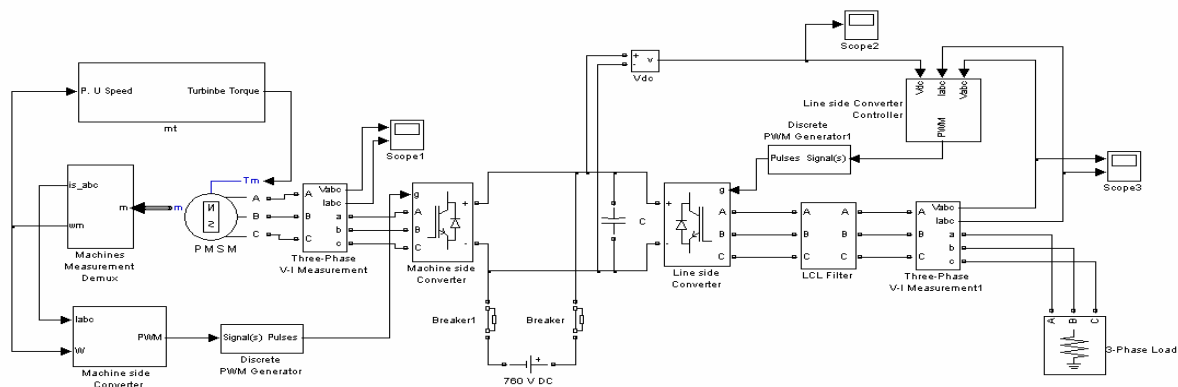 P. U Speed
Turbinbe Torque
mt
is_abc
m
wm
Machines
Measurement
Demux
m
Tm
N
S
A
B
C
PMSM
A
B
C
Vabc
Iabc
a
b
c
Three-Phase
V-I Measurement
Scope1
g
A
B
C
+
-
Machine side
Converter
Iabc
W
PWM
Machine side
Converter
Signal(s) Pulses
Discrete
PWM Generator
Breaker1
Breaker
+
760 V DC
C
+
-
v
Vdc
Scope2
Vdc
Iabc
Vabc
PWM
Line side Converter
Controller
Discrete
PWM Generator1
Pulses Signal(s)
g
+
-
A
B
C
Line side
Converter
A
B
C
A
B
C
LCL Filter
A
B
C
Vabc
Iabc
a
b
c
Three-Phase
V-I Measurement1
Scope3
A
B
C
3-Phase Load